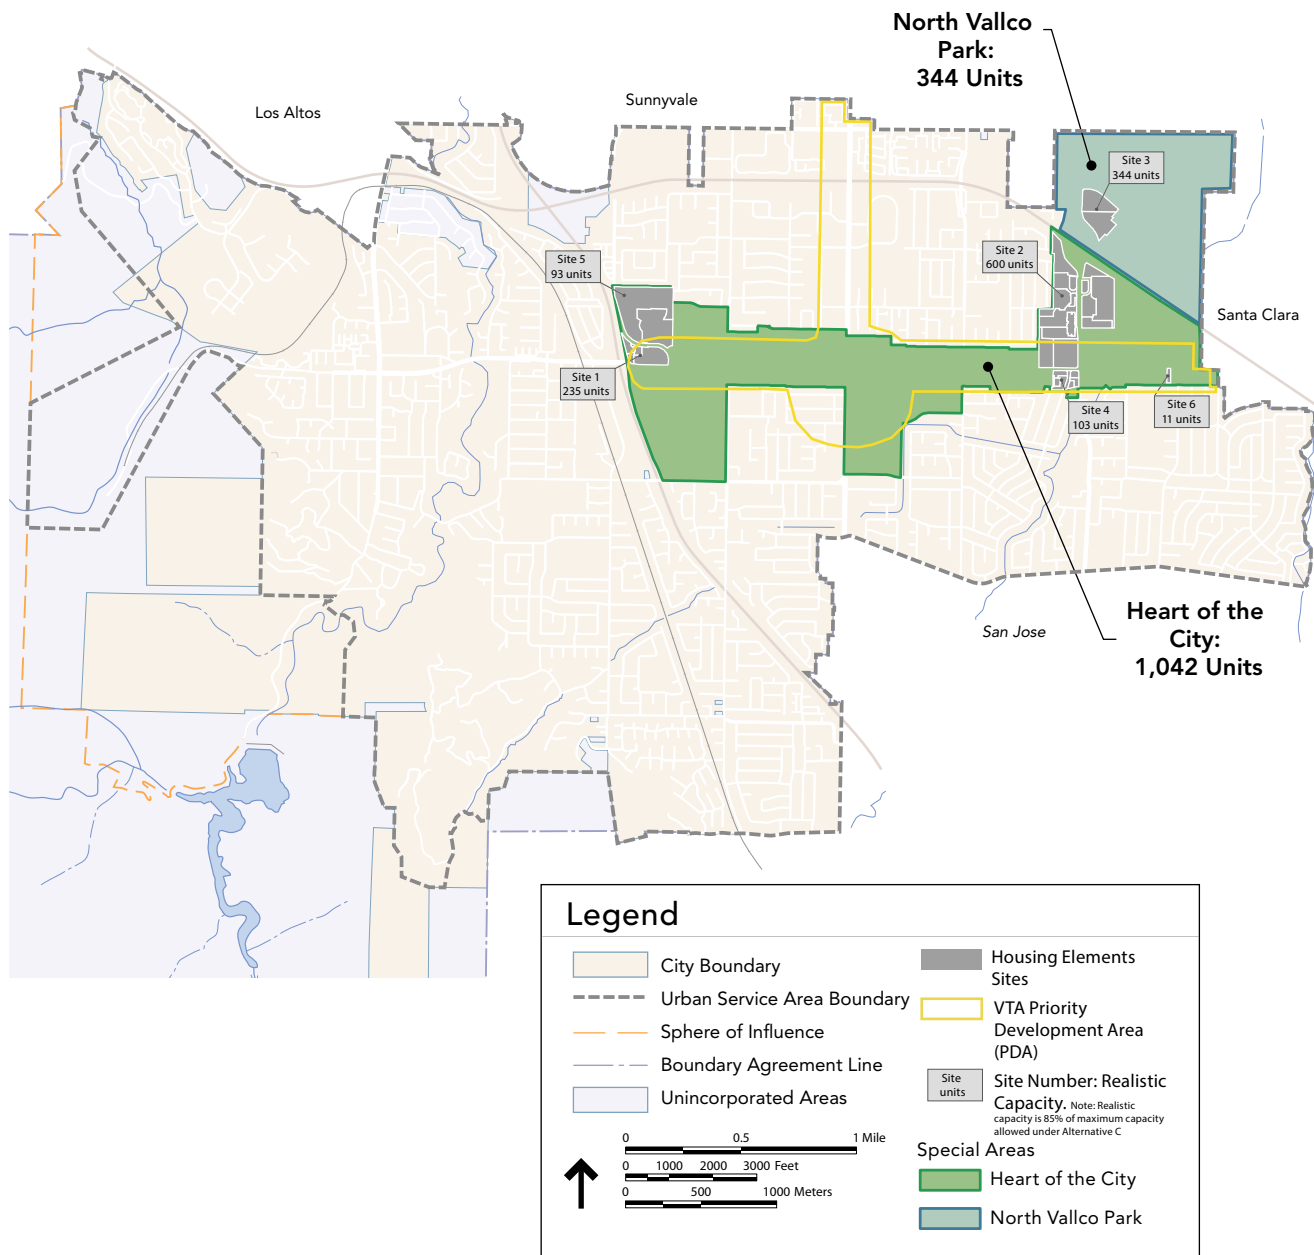 North Vallco
Park:
344 Units
Los Altos
Sunnyvale
Site 3
344 units
Site 2
600 units
Site 5
93 units
Santa Clara
Site 1
235 units
Site 4
103 units
Site 6
11 units
San Jose
Heart of the
City:
1,042 Units
Legend
City Boundary
Urban Service Area Boundary
Sphere of Influence
Boundary Agreement Line
Unincorporated Areas
0 0.5 1 Mile
0 1000 2000 3000 Feet
0 500 1000 Meters
Housing Elements
Sites
VTA Priority
Development Area
(PDA)
Site
units
Site Number: Realistic
Capacity. Note: Realistic
capacity is 85% of maximum capacity
allowed under Alternative C
Special Areas
Heart of the City
North Vallco Park